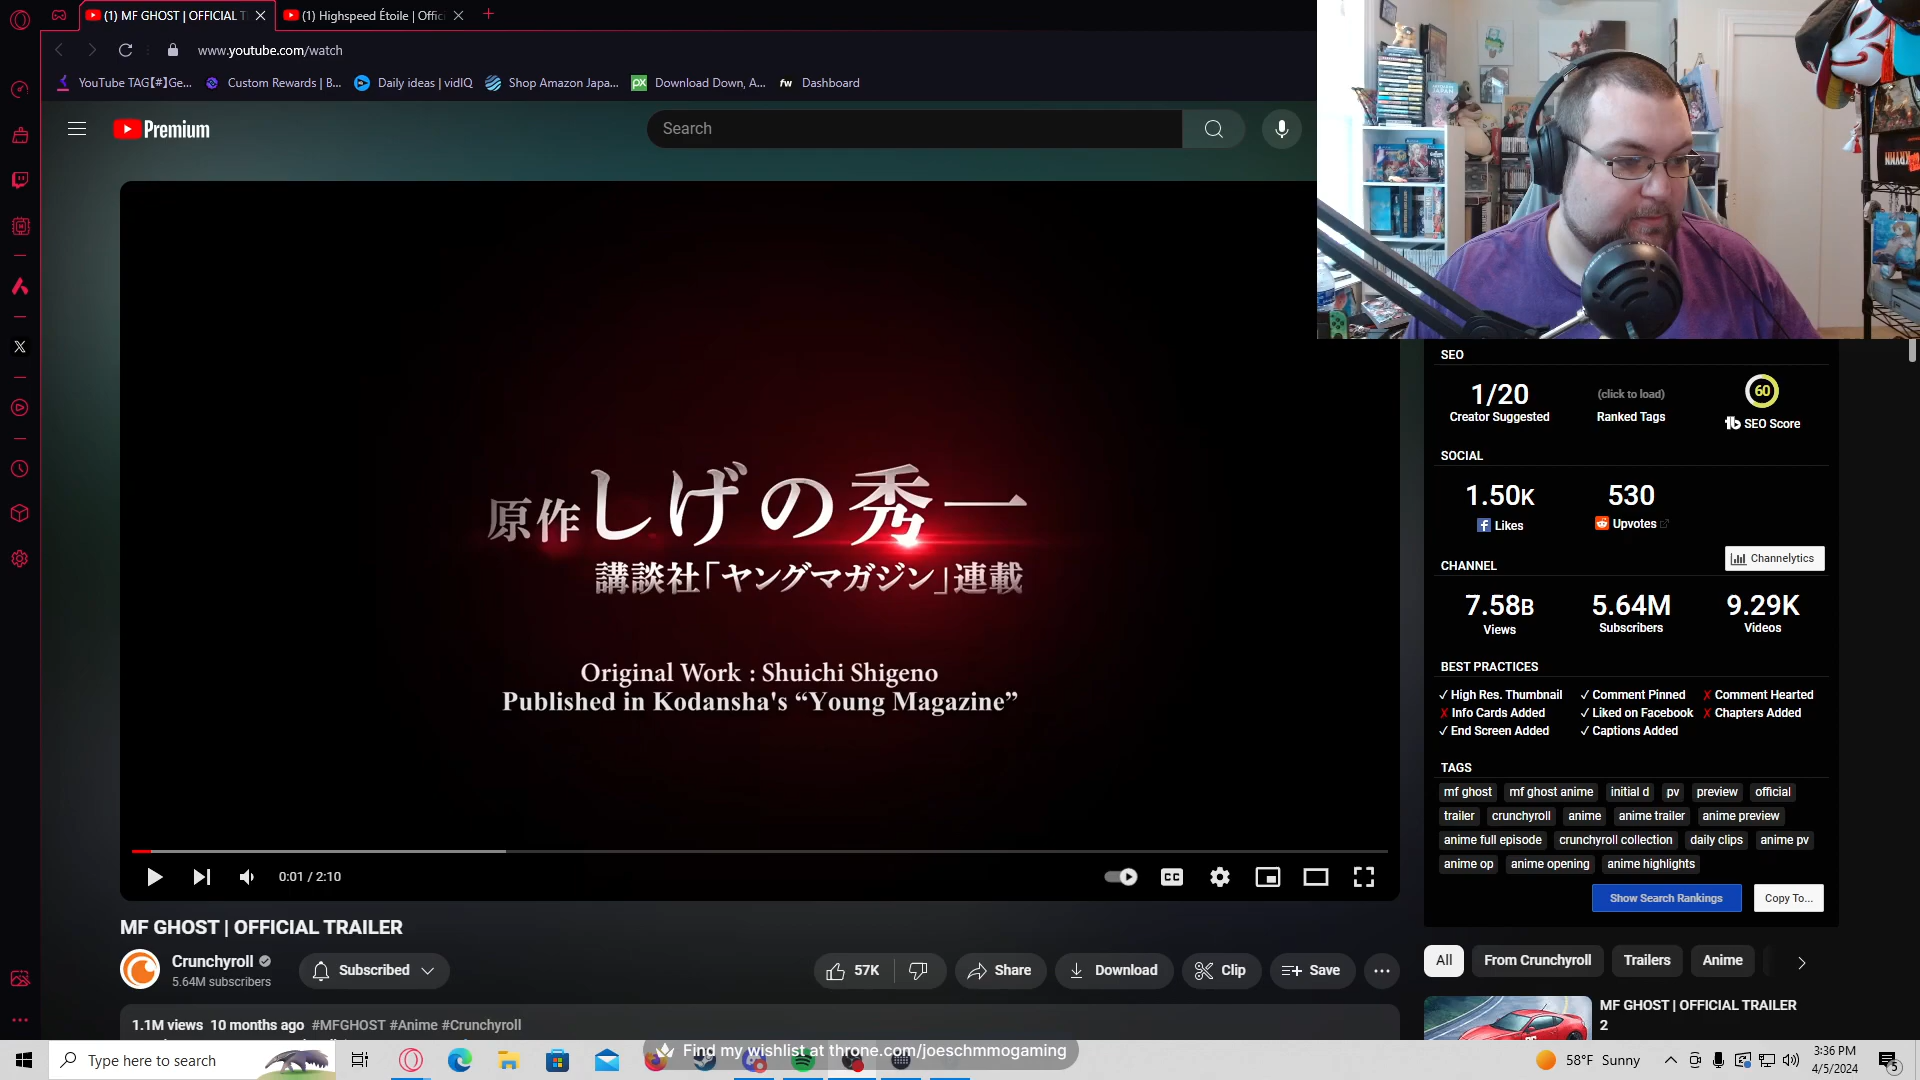 (1) MF GHOST | OFFICIAL T
(1) Highspeed Étoile | Offic
www.youtube.com/watch
YouTube TAG【#】Ge...
Custom Rewards | B...
Daily ideas | vidIQ
Shop Amazon Japa...
px
Download Down, A...
fw
Dashboard
Premium
Search
原作 しげの秀一
講談社「ヤングマガジン」連載
Original Work : Shuichi Shigeno
Published in Kodansha's “Young Magazine”
0:01 / 2:10
CC
MF GHOST | OFFICIAL TRAILER
Crunchyroll
5.64M subscribers
Subscribed
57K
Share
Download
Clip
Save
1.1M views 10 months ago #MFGHOST #Anime #Crunchyroll
SEO
1/20
Creator Suggested
(click to load)
Ranked Tags
60
tb SEO Score
SOCIAL
1.50K
Likes
530
Upvotes
CHANNEL
Channelytics
7.58B
Views
5.64M
Subscribers
9.29K
Videos
BEST PRACTICES
✓ High Res. Thumbnail ✓ Comment Pinned ✗ Comment Hearted
✗ Info Cards Added ✓ Liked on Facebook ✗ Chapters Added
✓ End Screen Added ✓ Captions Added
TAGS
mf ghost mf ghost anime initial d pv preview official
trailer crunchyroll anime anime trailer anime preview
anime full episode crunchyroll collection daily clips anime pv
anime op anime opening anime highlights
Show Search Rankings
Copy To...
All From Crunchyroll Trailers Anime
MF GHOST | OFFICIAL TRAILER
2
Type here to search
Find my wishlist at throne.com/joeschmmogaming
58°F Sunny
3:36 PM
4/5/2024
5